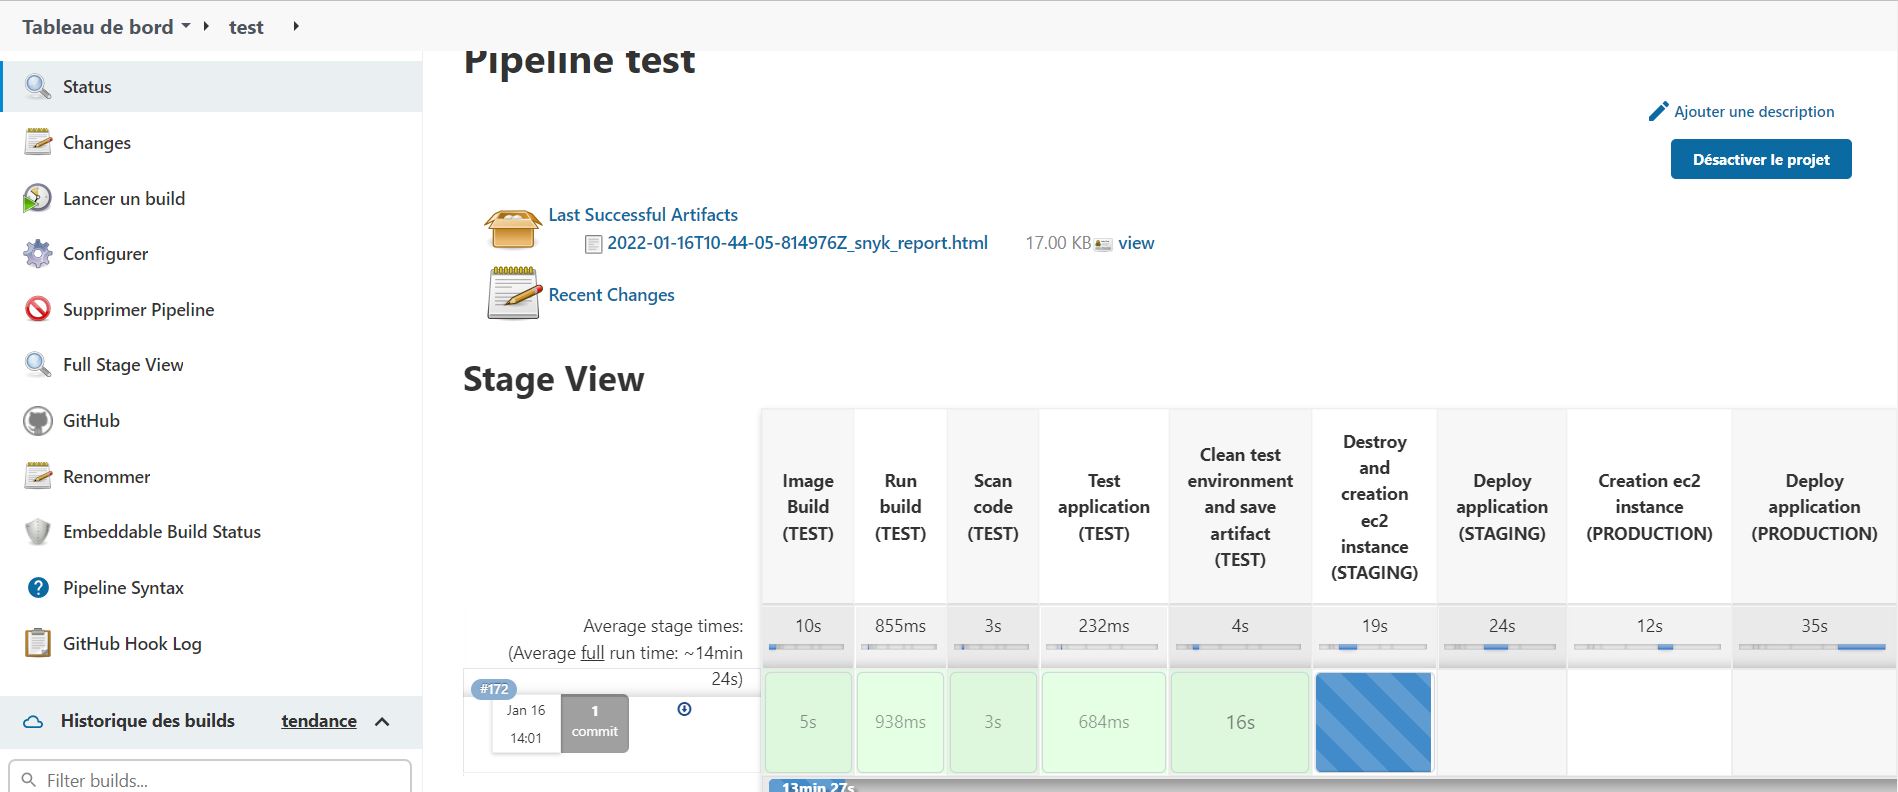 Tableau de bord
test
Status
Changes
Lancer un build
Configurer
Supprimer Pipeline
Full Stage View
GitHub
Renommer
Embeddable Build Status
Pipeline Syntax
GitHub Hook Log
Historique des builds tendance
Filter builds...
Pipeline test
Ajouter une description
Désactiver le projet
Last Successful Artifacts
2022-01-16T10-44-05-814976Z_snyk_report.html 17.00 KB view
Recent Changes
Stage View
Image
Build
(TEST)
Run
build
(TEST)
Scan
code
(TEST)
Test
application
(TEST)
Clean test
environment
and save
artifact
(TEST)
Destroy
and
creation
ec2
instance
(STAGING)
Deploy
application
(STAGING)
Creation ec2
instance
(PRODUCTION)
Deploy
application
(PRODUCTION)
Average stage times:
(Average full run time: ~14min
24s)
10s 855ms 3s 232ms 4s 19s 24s 12s 35s
#172
Jan 16
14:01
1
commit
5s 938ms 3s 684ms 16s
13min 27s